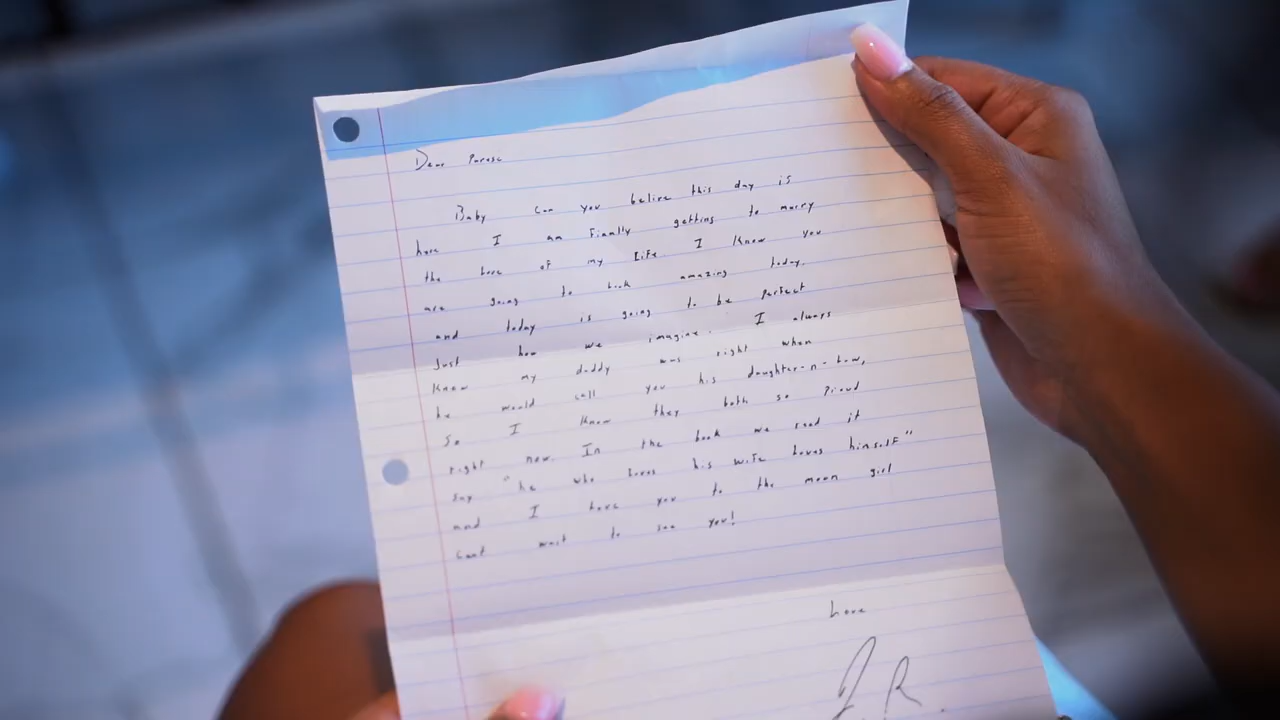 Dear
Baby can you belive this day is
here I am Finally getting to marry
the love of my Life. I know you
are going to look amazing today,
and today is going to be perfect
Just how we imagine. I always
Knew my daddy was right when
he would call you his daughter-n-law,
So I know they both so proud
right now. In the book we read it
say "he who loves his wife loves himself"
and I love you to the moon girl
cant wait to see you!
Love
J.R.